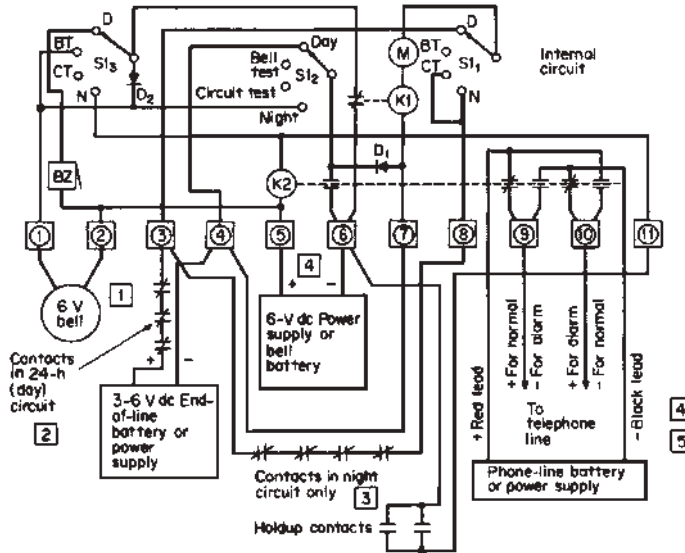 D
BT
S1₃
CT
D₂
N
Day
Bell test
S1₂
Circuit test
Night
M
K1
D
BT
S1₁
CT
N
Internal circuit
BZ
D₁
K2
1
2
3
4
5
6
7
8
9
10
11
6 V bell
1
Contacts in 24-h (day) circuit
2
+
-
3-6 V dc End-of-line battery or power supply
4
+
-
6-V dc Power supply or bell battery
Contacts in night circuit only
3
Holdup contacts
+ Red lead
+ For normal
- For alarm
+ For alarm
- For normal
- Black lead
To telephone line
Phone-line battery or power supply
4
5